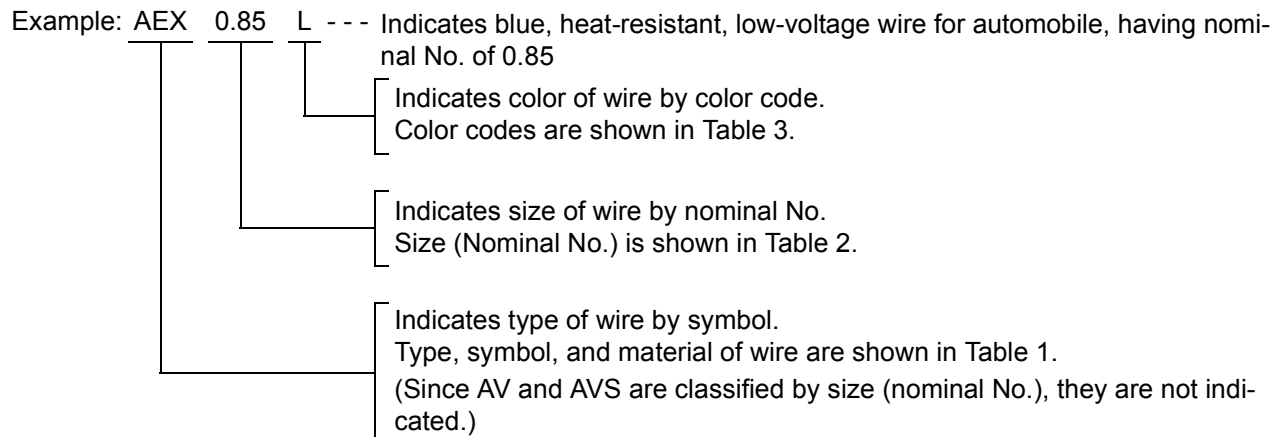 Example: AEX 0.85 L - - - Indicates blue, heat-resistant, low-voltage wire for automobile, having nomi-
nal No. of 0.85
Indicates color of wire by color code.
Color codes are shown in Table 3.
Indicates size of wire by nominal No.
Size (Nominal No.) is shown in Table 2.
Indicates type of wire by symbol.
Type, symbol, and material of wire are shown in Table 1.
(Since AV and AVS are classified by size (nominal No.), they are not indi-
cated.)